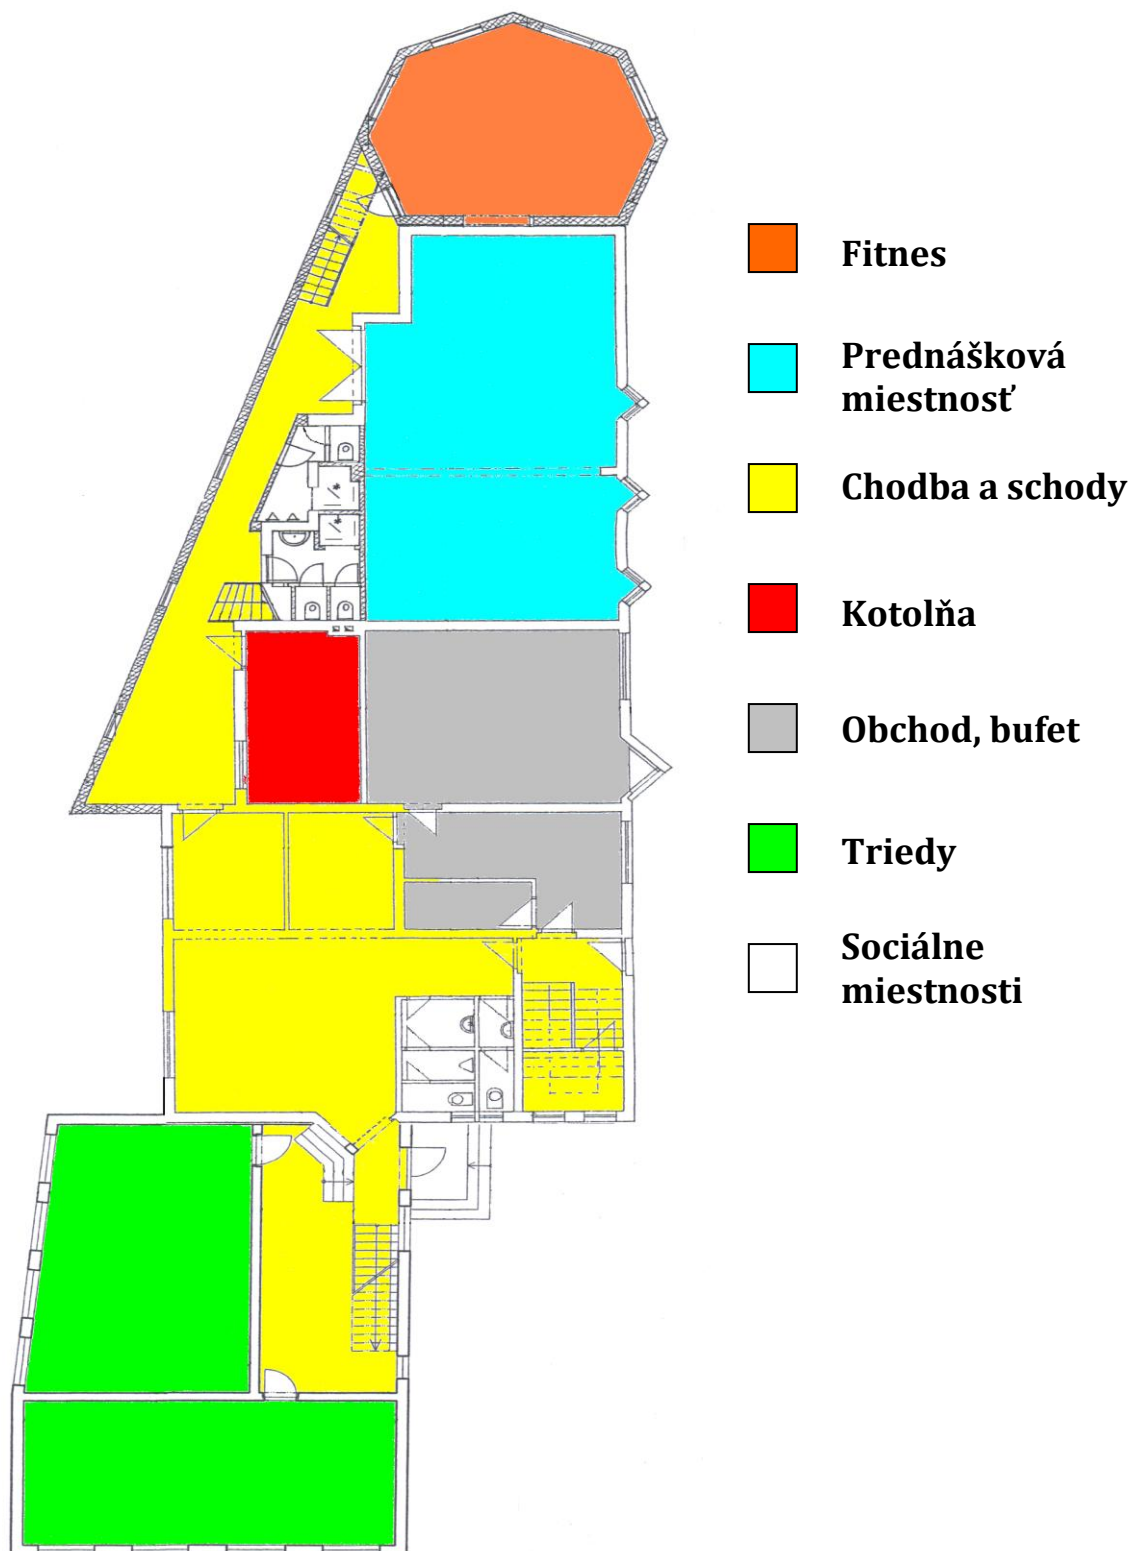 Fitnes
Prednášková
miestnosť
Chodba a schody
Kotolňa
Obchod, bufet
Triedy
Sociálne
miestnosti